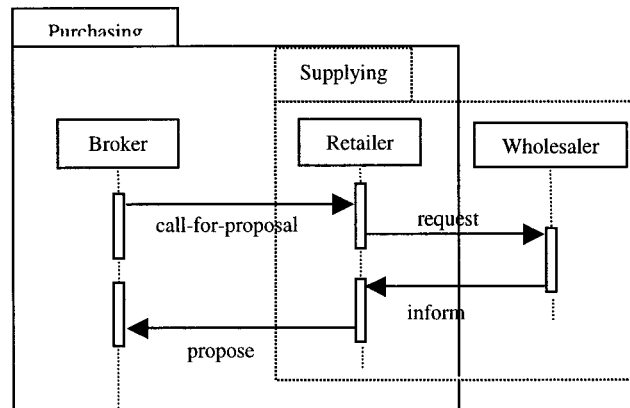 Purchasing
Supplying
Broker
Retailer
Wholesaler
call-for-proposal
request
inform
propose